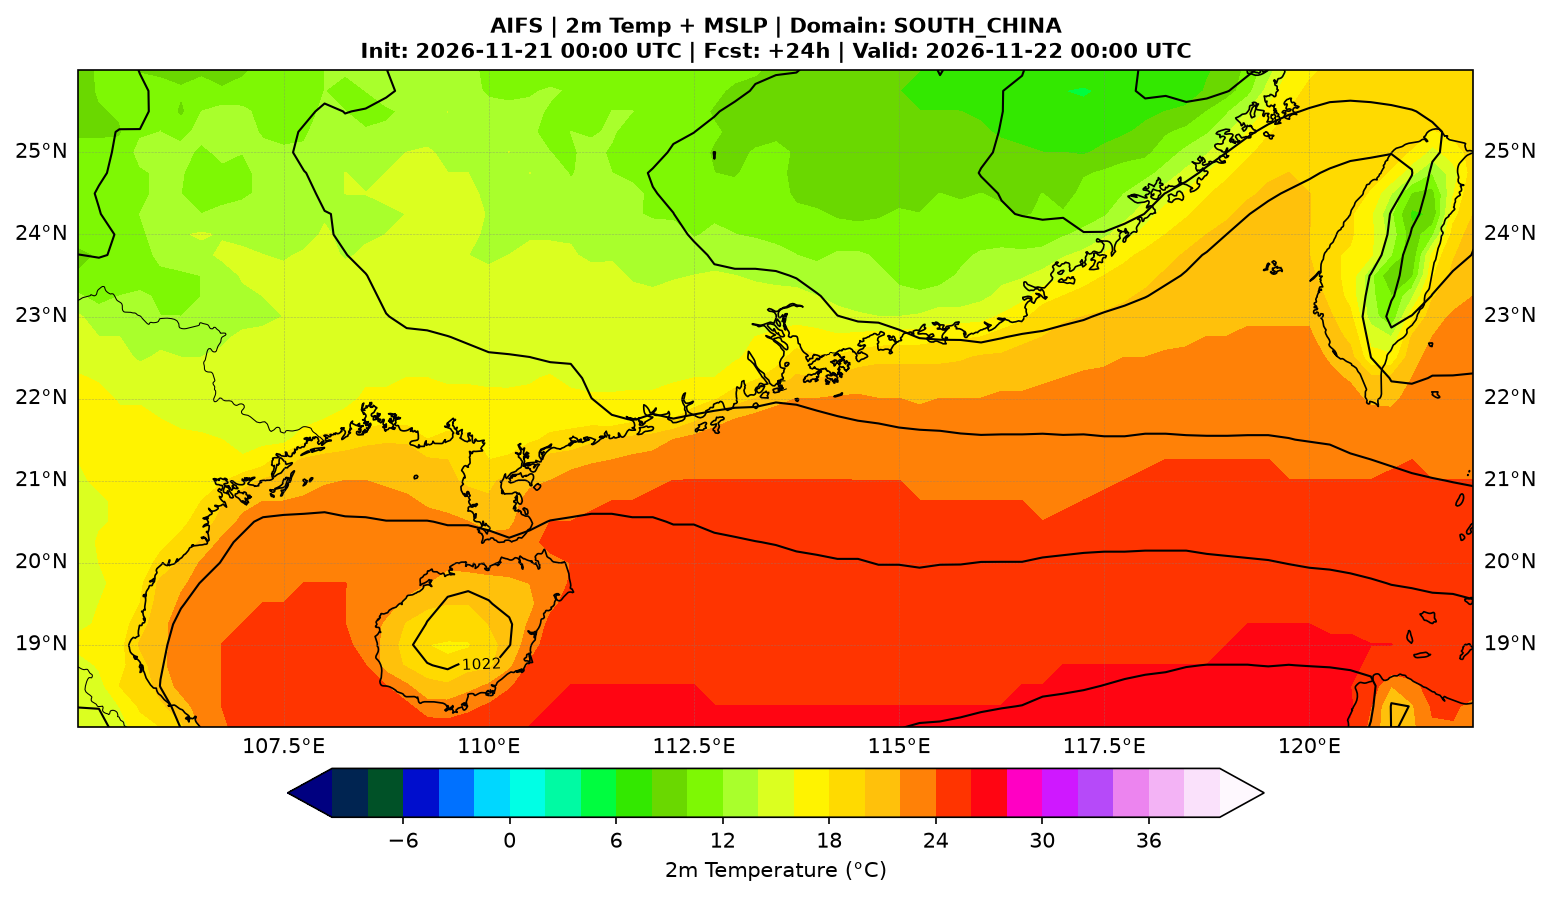 AIFS | 2m Temp + MSLP | Domain: SOUTH_CHINA
Init: 2026-11-21 00:00 UTC | Fcst: +24h | Valid: 2026-11-22 00:00 UTC
25°N 25°N
24°N 24°N
23°N 23°N
22°N 22°N
21°N 21°N
20°N 20°N
19°N 19°N
1022
107.5°E 110°E 112.5°E 115°E 117.5°E 120°E
−6 0 6 12 18 24 30 36
2m Temperature (°C)